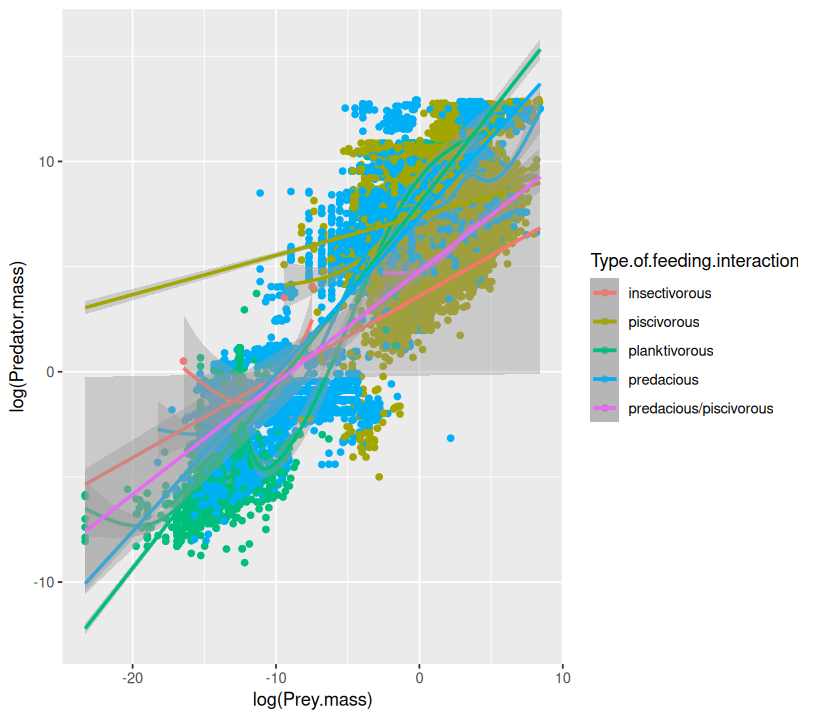 10
0
-10
-20
-10
0
10
log(Prey.mass)
log(Predator.mass)
Type.of.feeding.interaction
insectivorous
piscivorous
planktivorous
predacious
predacious/piscivorous